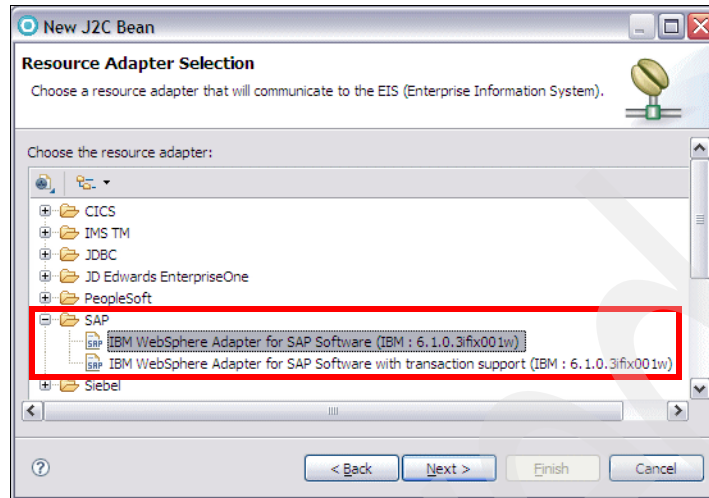 New J2C Bean
Resource Adapter Selection
Choose a resource adapter that will communicate to the EIS (Enterprise Information System).
Choose the resource adapter:
CICS
IMS TM
JDBC
JD Edwards EnterpriseOne
PeopleSoft
SAP
SAP IBM WebSphere Adapter for SAP Software (IBM : 6.1.0.3ifix001w)
SAP IBM WebSphere Adapter for SAP Software with transaction support (IBM : 6.1.0.3ifix001w)
Siebel
? < Back Next > Finish Cancel